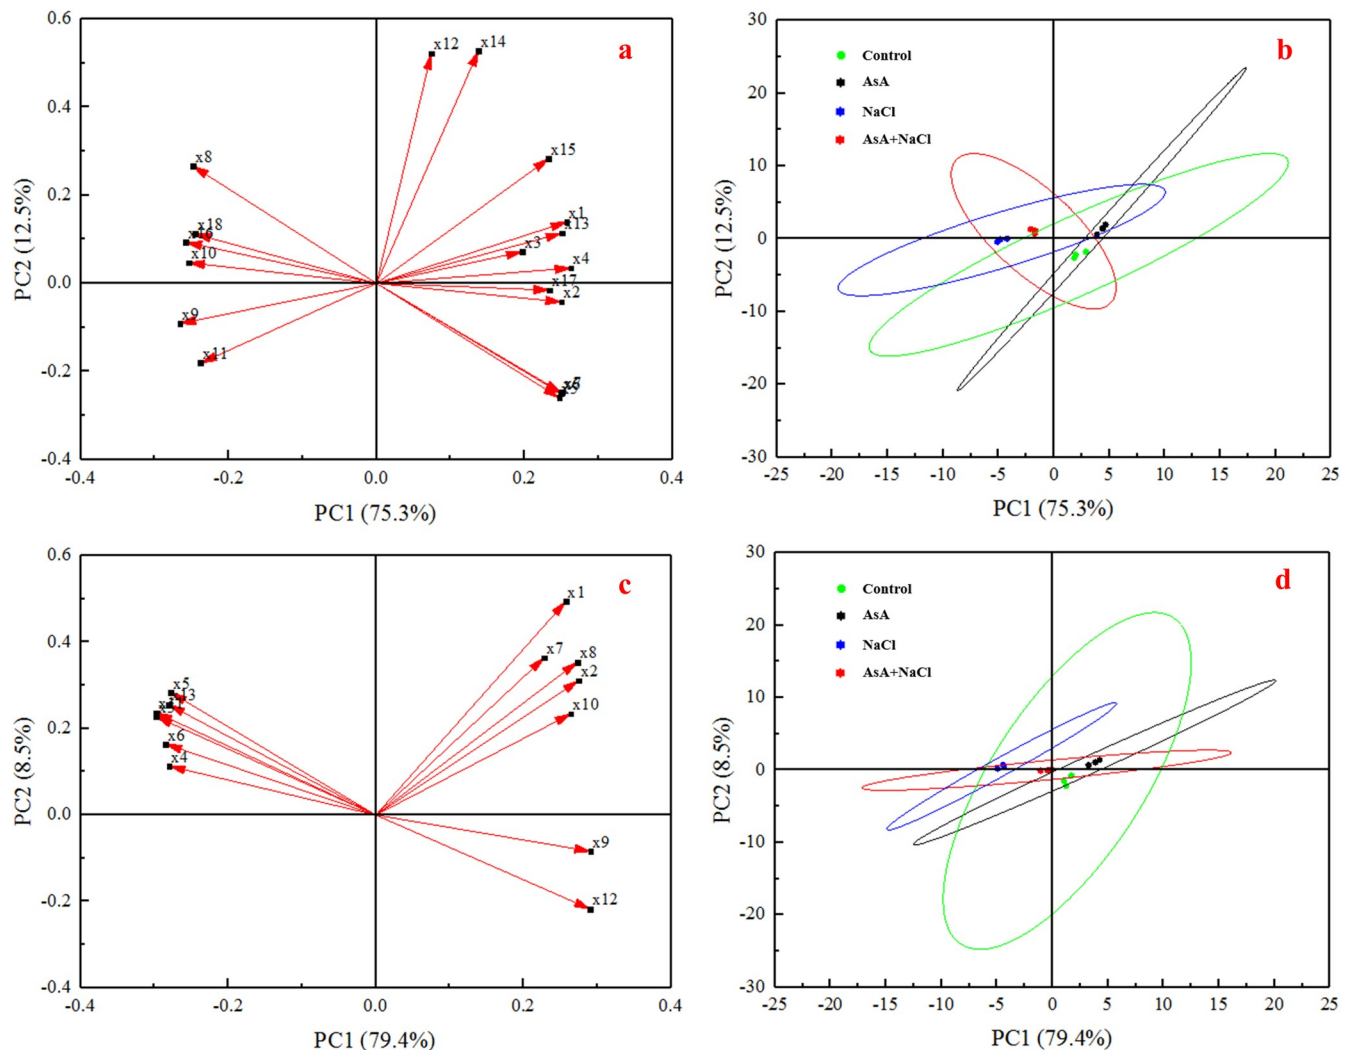 a
0.6
0.4
0.2
0.0
-0.2
-0.4
PC2 (12.5%)
x12
x14
x15
x8
x1
x13
x18
x3
x10
x4
x17
x2
x9
x11
-0.4
-0.2
0.0
0.2
0.4
PC1 (75.3%)
b
30
20
10
0
-10
-20
-30
PC2 (12.5%)
Control
AsA
NaCl
AsA+NaCl
-25
-20
-15
-10
-5
0
5
10
15
20
25
PC1 (75.3%)
c
0.6
0.4
0.2
0.0
-0.2
-0.4
PC2 (8.5%)
x1
x7
x8
x2
x10
x5
x13
x6
x4
x9
x12
-0.4
-0.2
0.0
0.2
0.4
PC1 (79.4%)
d
30
20
10
0
-10
-20
-30
PC2 (8.5%)
Control
AsA
NaCl
AsA+NaCl
-25
-20
-15
-10
-5
0
5
10
15
20
25
PC1 (79.4%)